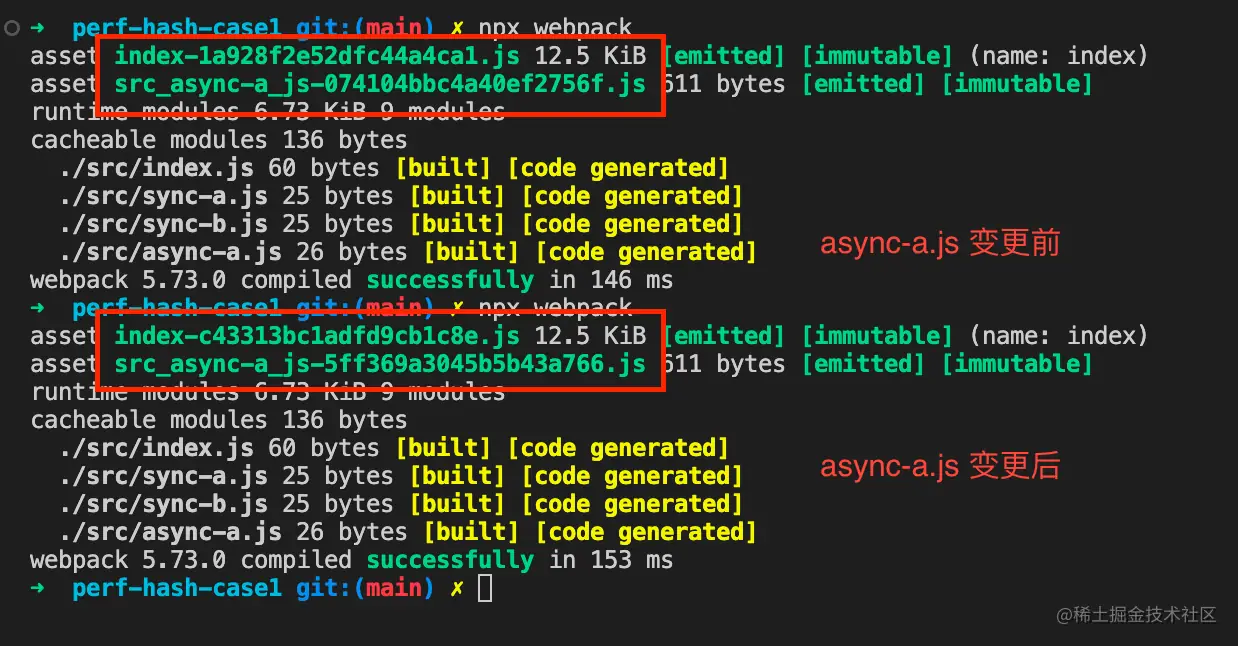 ➜ perf-hash-case1 git:(main) ✗ npx webpack
asset index-1a928f2e52dfc44a4ca1.js 12.5 KiB [emitted] [immutable] (name: index)
asset src_async-a_js-074104bbc4a40ef2756f.js 611 bytes [emitted] [immutable]
runtime modules 6.73 KiB 9 modules
cacheable modules 136 bytes
./src/index.js 60 bytes [built] [code generated]
./src/sync-a.js 25 bytes [built] [code generated]
./src/sync-b.js 25 bytes [built] [code generated]
./src/async-a.js 26 bytes [built] [code generated]
async-a.js 变更前
webpack 5.73.0 compiled successfully in 146 ms
➜ perf-hash-case1 git:(main) ✗ npx webpack
asset index-c43313bc1adfd9cb1c8e.js 12.5 KiB [emitted] [immutable] (name: index)
asset src_async-a_js-5ff369a3045b5b43a766.js 611 bytes [emitted] [immutable]
runtime modules 6.73 KiB 9 modules
cacheable modules 136 bytes
./src/index.js 60 bytes [built] [code generated]
./src/sync-a.js 25 bytes [built] [code generated]
async-a.js 变更后
./src/sync-b.js 25 bytes [built] [code generated]
./src/async-a.js 26 bytes [built] [code generated]
webpack 5.73.0 compiled successfully in 153 ms
➜ perf-hash-case1 git:(main) ✗
@稀土掘金技术社区